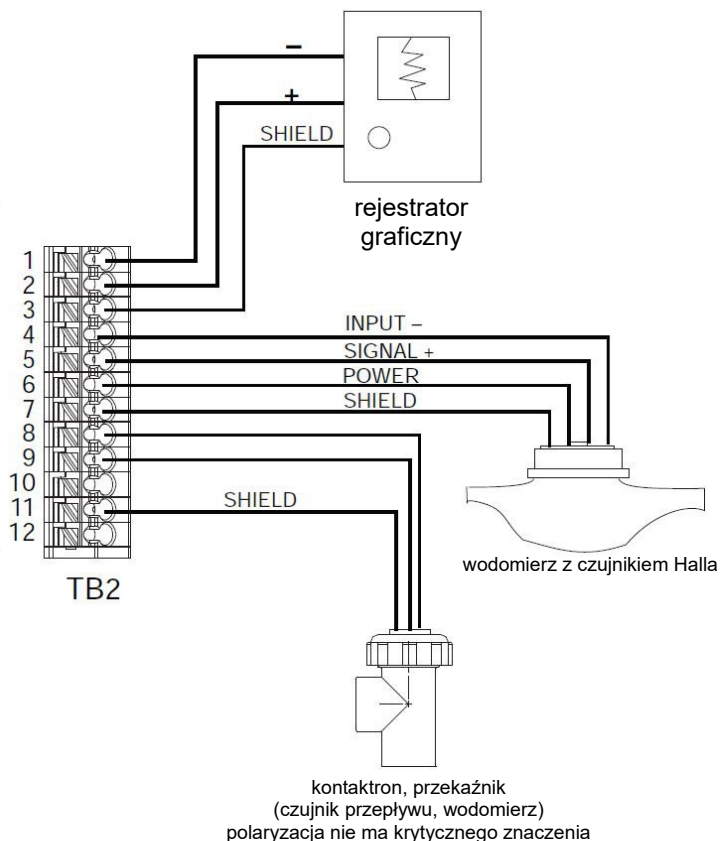 –
+
SHIELD
rejestrator
graficzny
1
2
3
4
5
6
7
8
9
10
11
12
INPUT –
SIGNAL +
POWER
SHIELD
SHIELD
wodomierz z czujnikiem Halla
TB2
kontaktron, przekaźnik
(czujnik przepływu, wodomierz)
polaryzacja nie ma krytycznego znaczenia